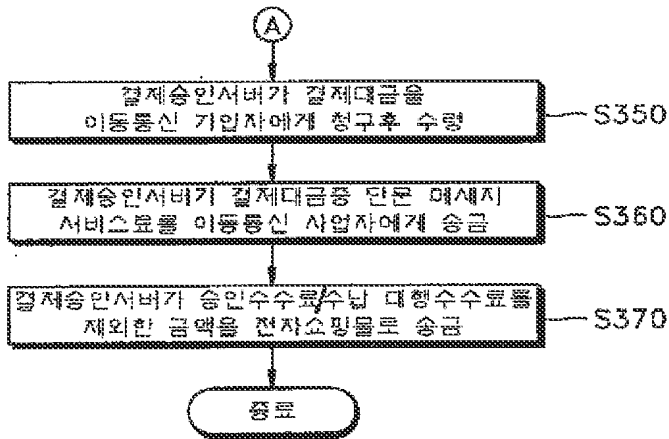 A
결제승인서버가 결제대금을
이동통신 가입자에게 청구후 수령
S350
결제승인서버가 결제대금중 단문 메세지
서비스료를 이동통신 사업자에게 송금
S360
결제승인서버가 승인수수료/수납 대행수수료를
제외한 금액을 전자쇼핑몰로 송금
S370
종료